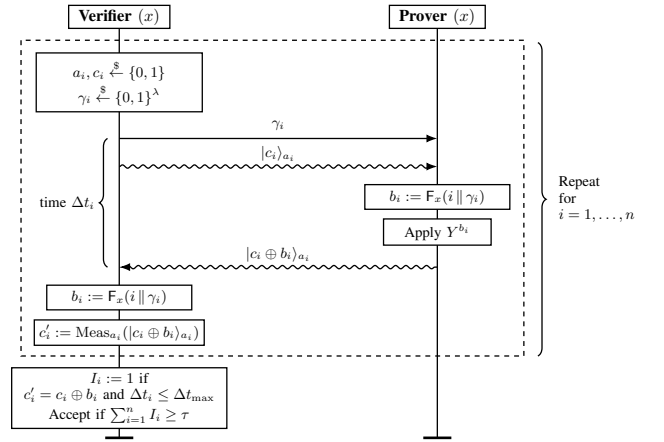 Verifier (x)
Prover (x)
a_i, c_i ←$ {0, 1}
γ_i ←$ {0, 1}^λ
γ_i
|c_i⟩_{a_i}
time Δt_i
b_i := F_x(i ‖ γ_i)
Apply Y^{b_i}
|c_i ⊕ b_i⟩_{a_i}
b_i := F_x(i ‖ γ_i)
c'_i := Meas_{a_i}(|c_i ⊕ b_i⟩_{a_i})
Repeat
for
i = 1, . . . , n
I_i := 1 if
c'_i = c_i ⊕ b_i and Δt_i ≤ Δt_max
Accept if ∑_{i=1}^n I_i ≥ τ